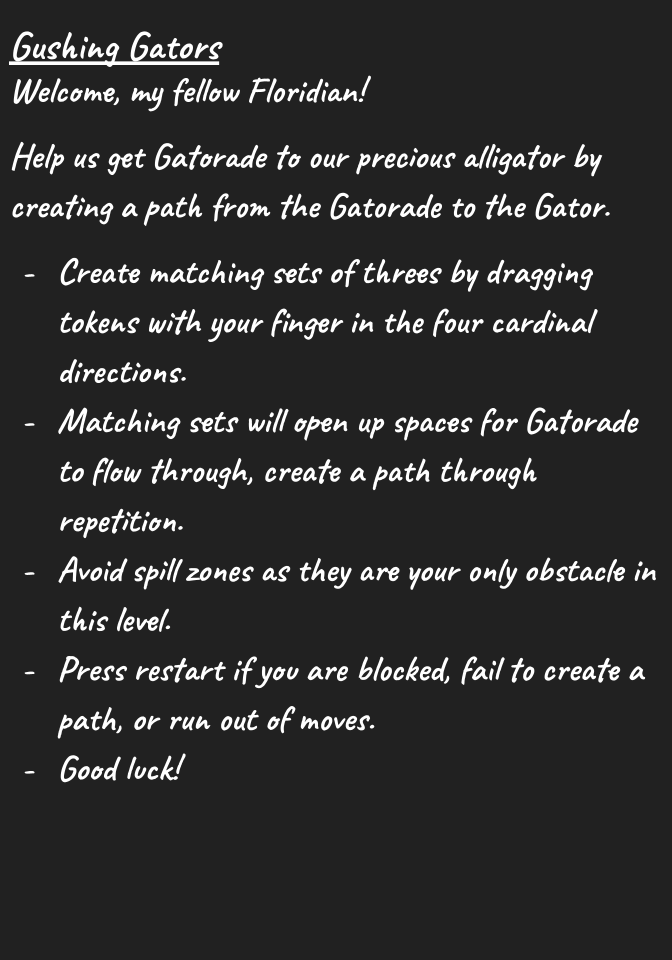 Gushing Gators
Welcome, my fellow Floridian!
Help us get Gatorade to our precious alligator by
creating a path from the Gatorade to the Gator.
- Create matching sets of threes by dragging
tokens with your finger in the four cardinal
directions.
- Matching sets will open up spaces for Gatorade
to flow through, create a path through
repetition.
- Avoid spill zones as they are your only obstacle in
this level.
- Press restart if you are blocked, fail to create a
path, or run out of moves.
- Good luck!